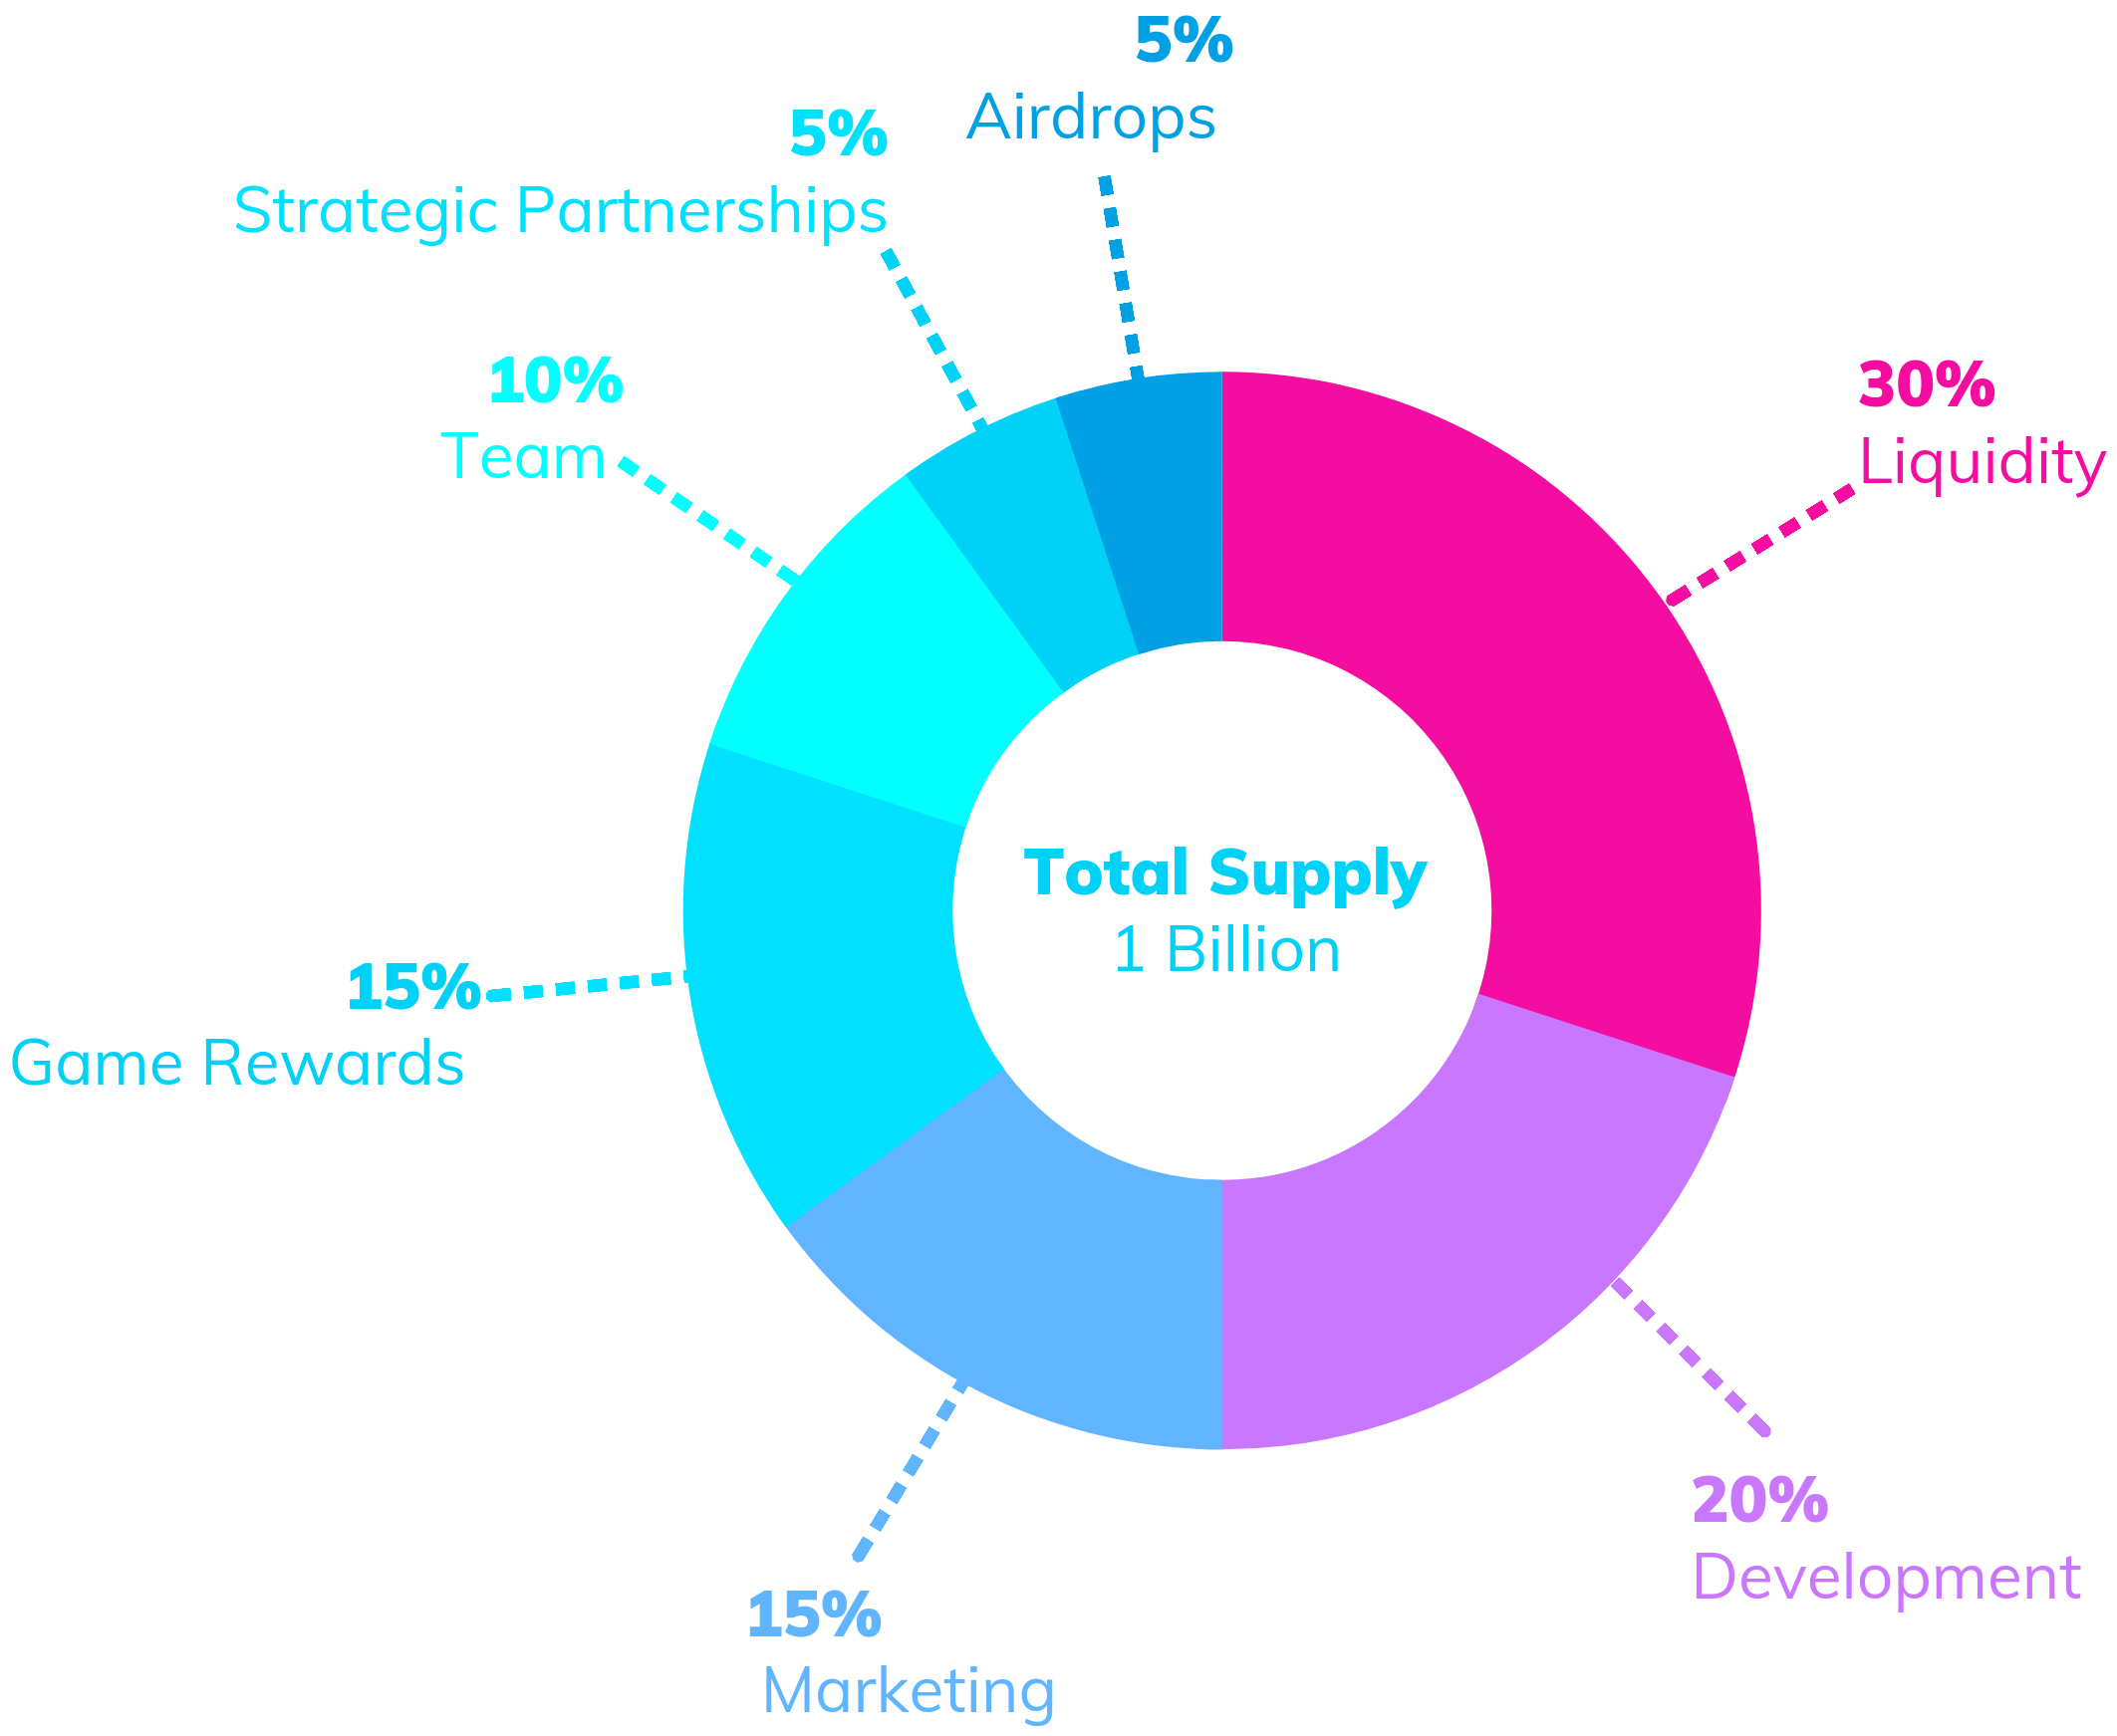 5%
Airdrops
5%
Strategic Partnerships
10%
Team
30%
Liquidity
Total Supply
1 Billion
15%
Game Rewards
20%
Development
15%
Marketing